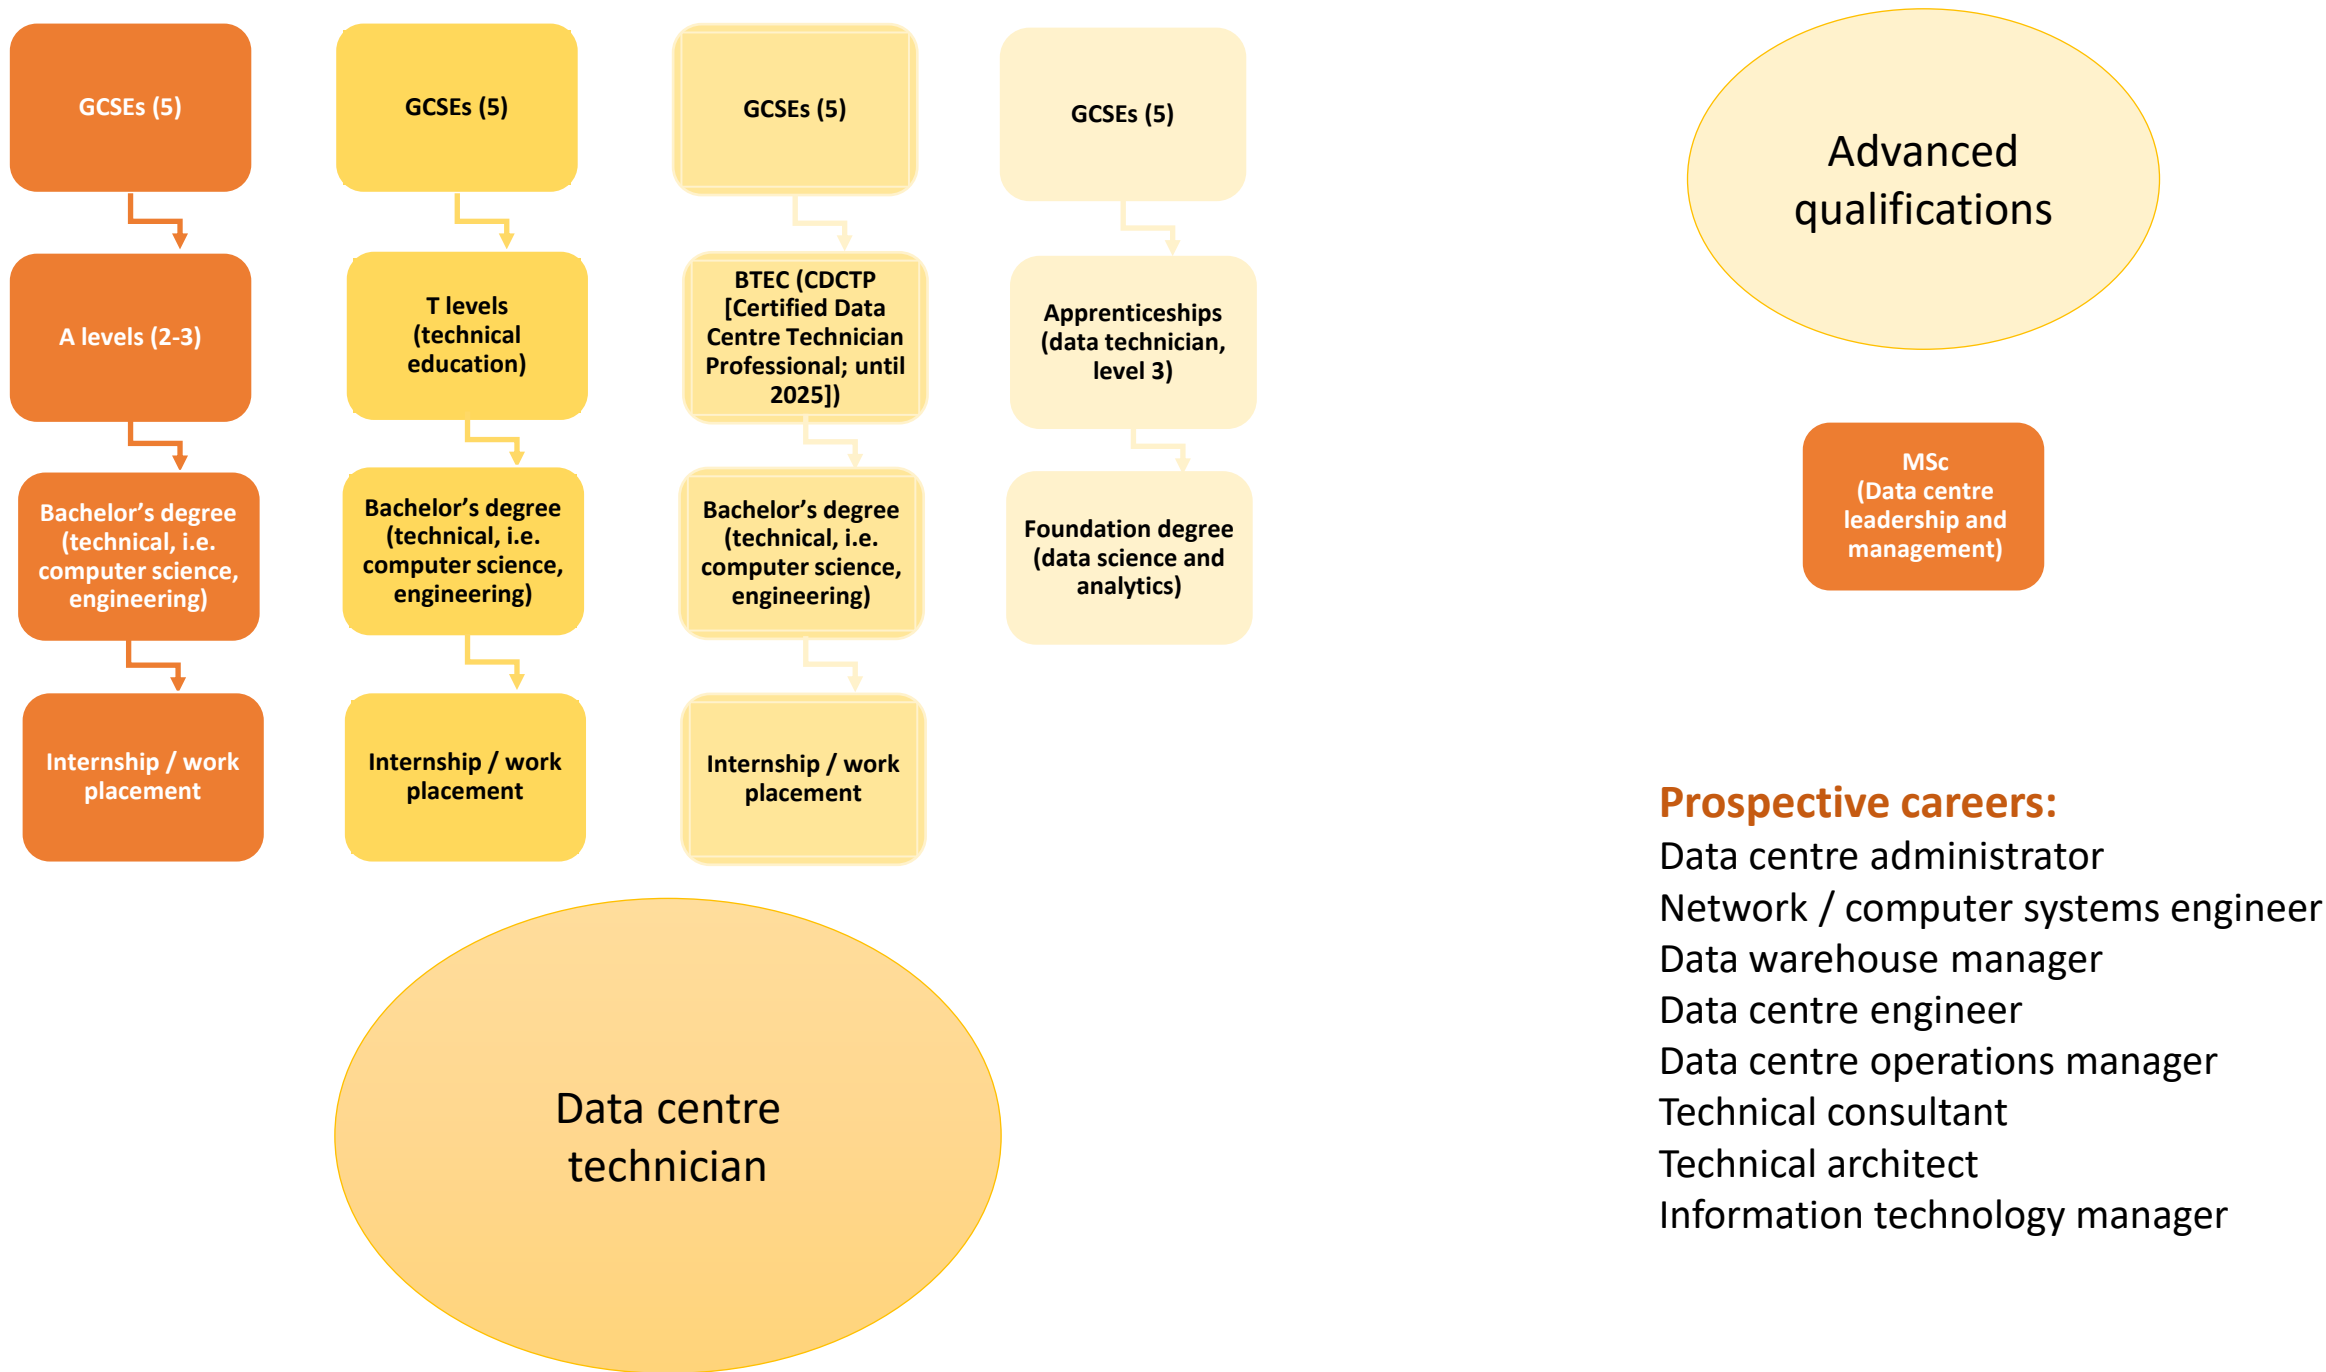 GCSEs (5)
A levels (2-3)
Bachelor’s degree
(technical, i.e.
computer science,
engineering)
Internship / work
placement
GCSEs (5)
T levels
(technical
education)
Bachelor’s degree
(technical, i.e.
computer science,
engineering)
Internship / work
placement
GCSEs (5)
BTEC (CDCTP
[Certified Data
Centre Technician
Professional; until
2025])
Bachelor’s degree
(technical, i.e.
computer science,
engineering)
Internship / work
placement
GCSEs (5)
Apprenticeships
(data technician,
level 3)
Foundation degree
(data science and
analytics)
Data centre
technician
Advanced
qualifications
MSc
(Data centre
leadership and
management)
Prospective careers:
Data centre administrator
Network / computer systems engineer
Data warehouse manager
Data centre engineer
Data centre operations manager
Technical consultant
Technical architect
Information technology manager